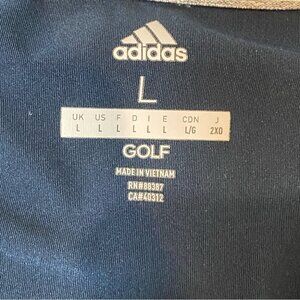 adidas
L
UK US F D I E CDN J
L L L L L L L/G 2XO
GOLF
MADE IN VIETNAM
RN#88387
CA#40312